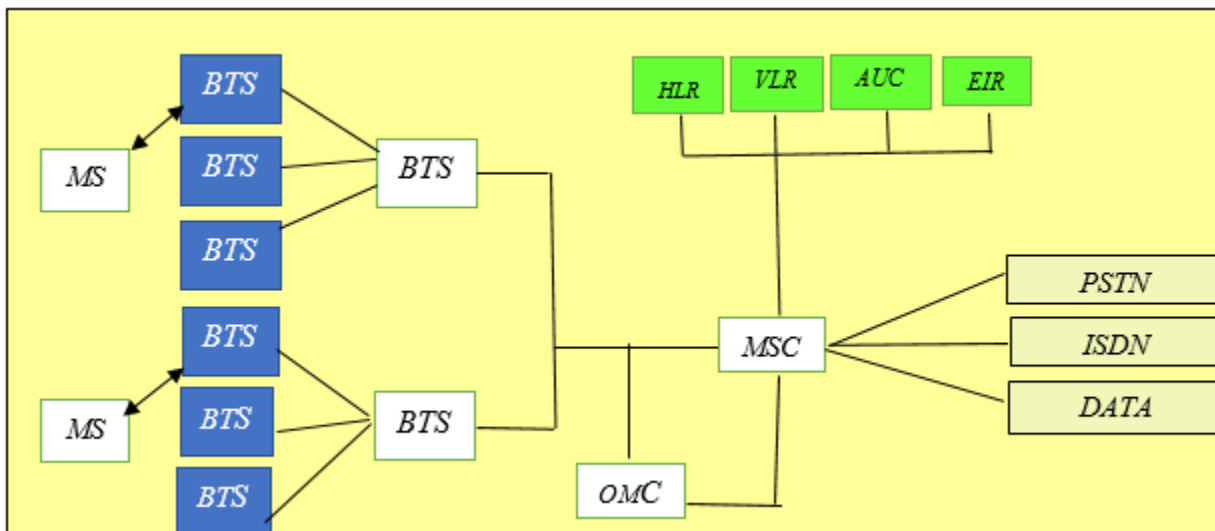 BTS
HLR
VLR
AUC
EIR
MS
BTS
BTS
BTS
PSTN
BTS
MSC
ISDN
MS
BTS
BTS
DATA
BTS
OMC